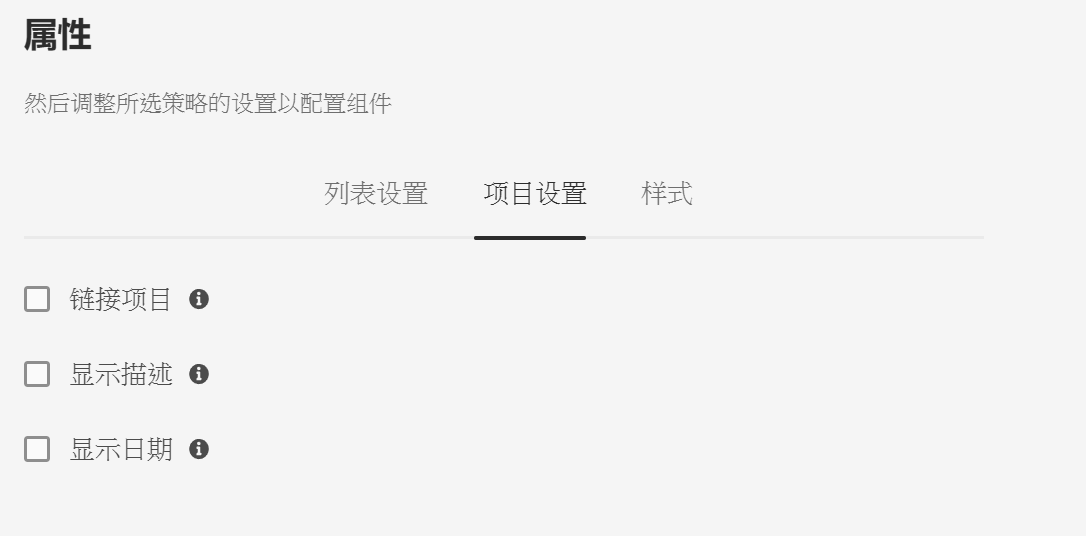 属性
然后调整所选策略的设置以配置组件
列表设置 项目设置 样式
链接项目
显示描述
显示日期